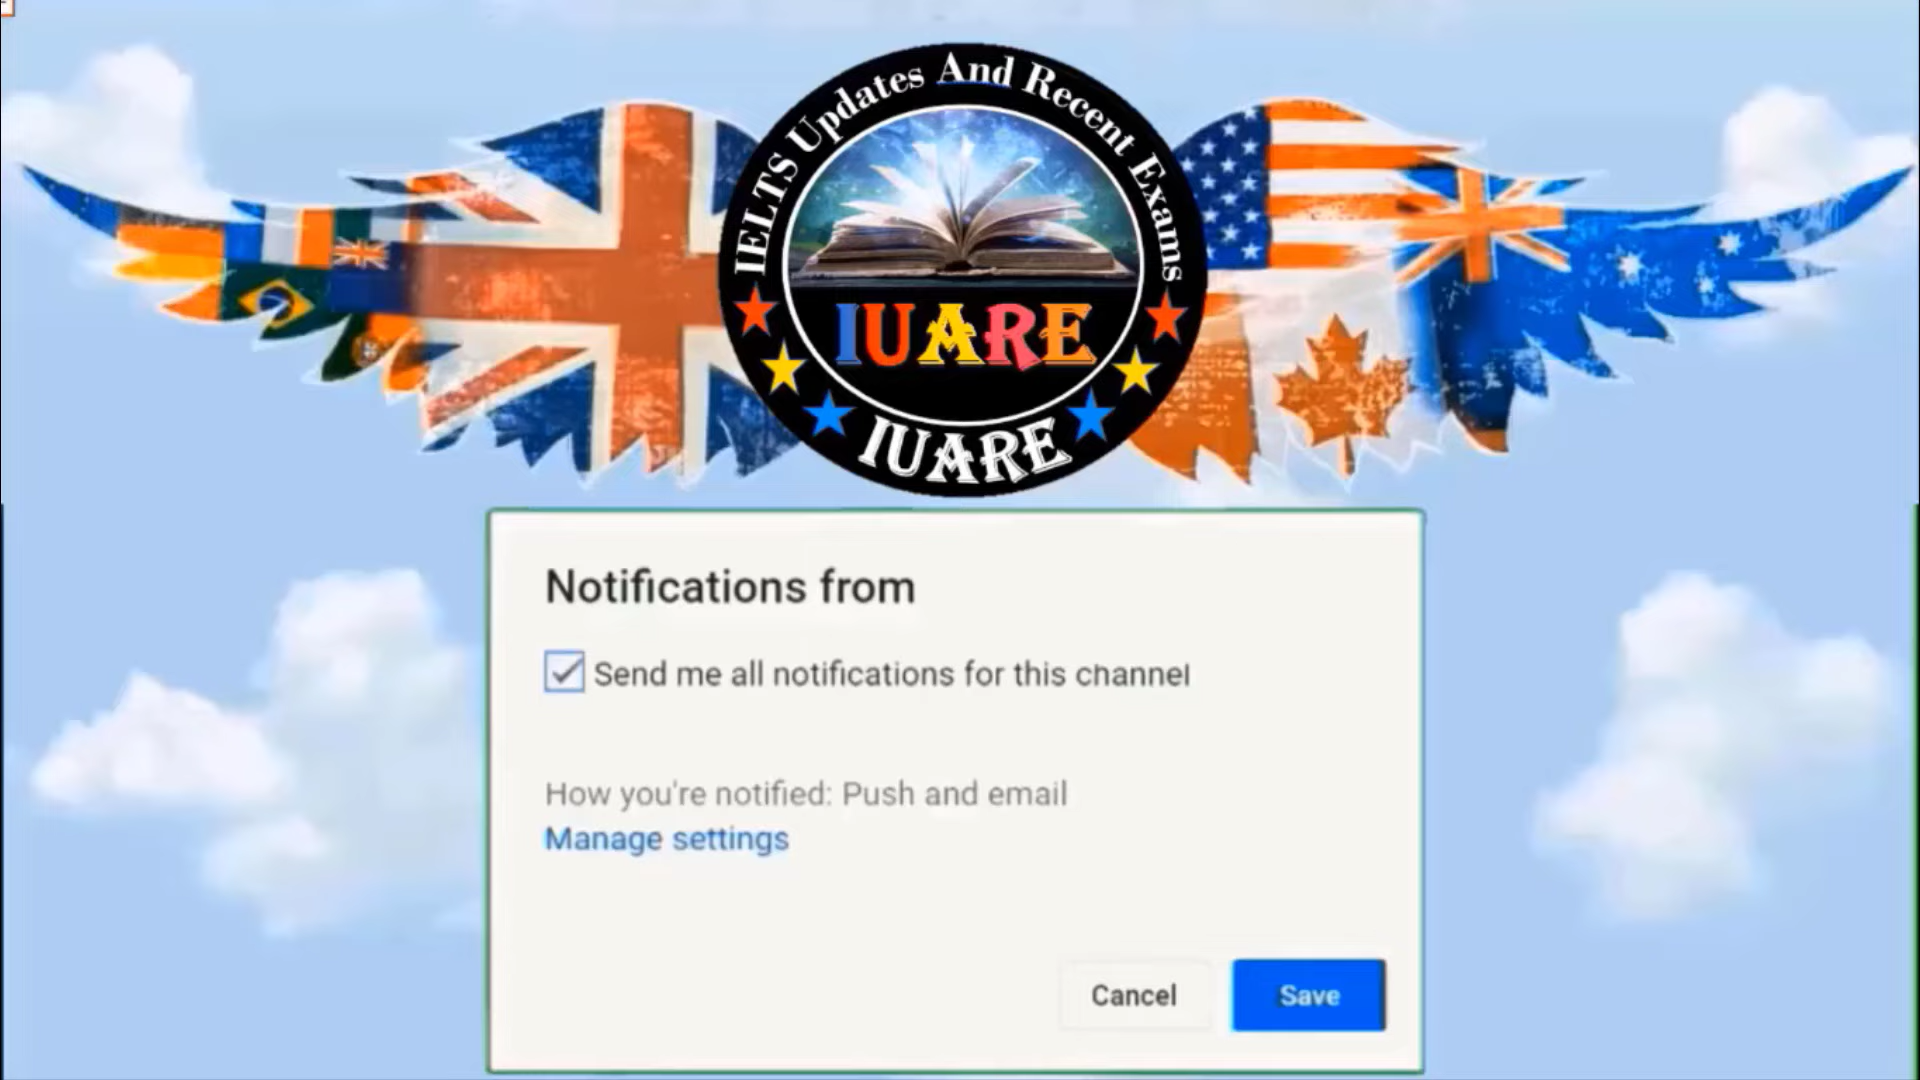 IELTS Updates And Recent Exams
IUARE
IUARE
Notifications from
Send me all notifications for this channel
How you're notified: Push and email
Manage settings
Cancel
Save